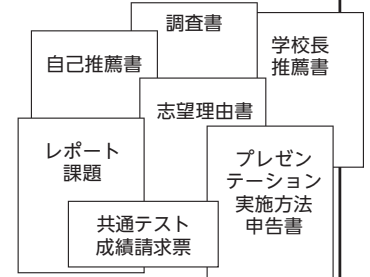 調査書
学校長
推薦書
自己推薦書
志望理由書
レポート
課題
プレゼン
テーション
実施方法
申告書
共通テスト
成績請求票